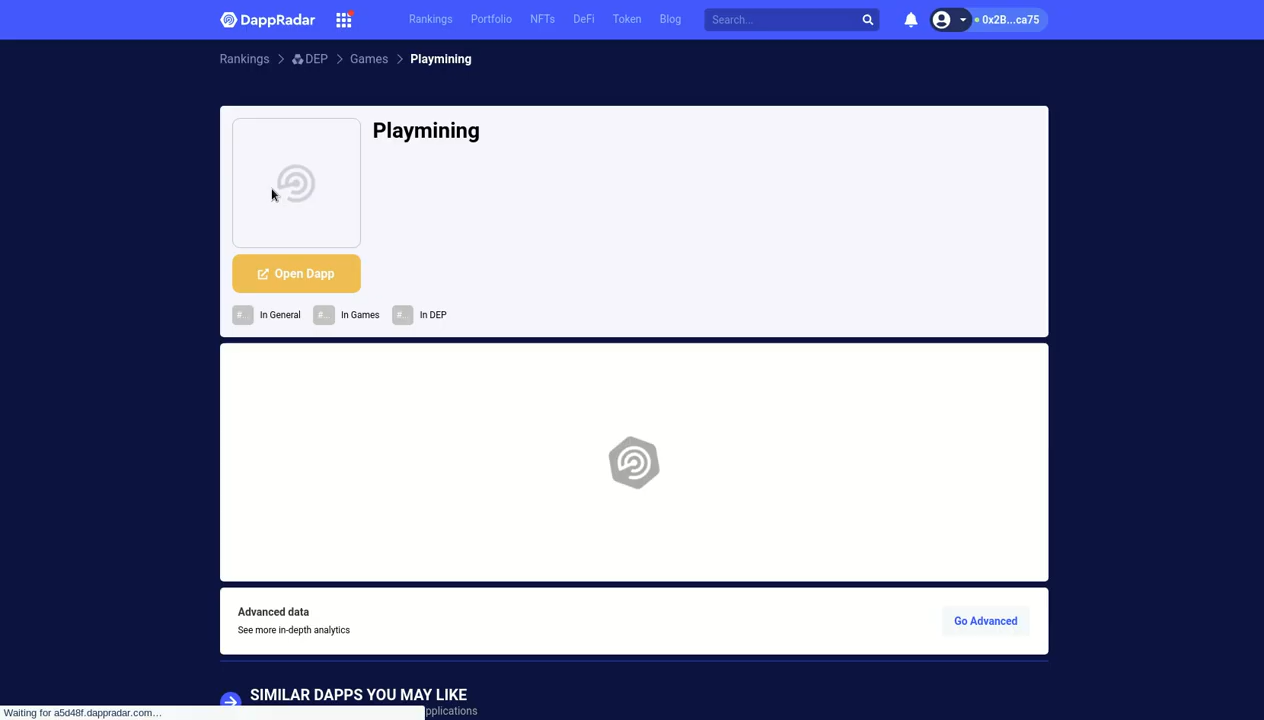 DappRadar
Rankings Portfolio NFTs DeFi Token Blog
Search...
0x2B...ca75
Rankings > DEP > Games > Playmining
Playmining
Open Dapp
#... In General #... In Games #... In DEP
Advanced data
See more in-depth analytics
Go Advanced
SIMILAR DAPPS YOU MAY LIKE
pplications
Waiting for a5d48f.dappradar.com…